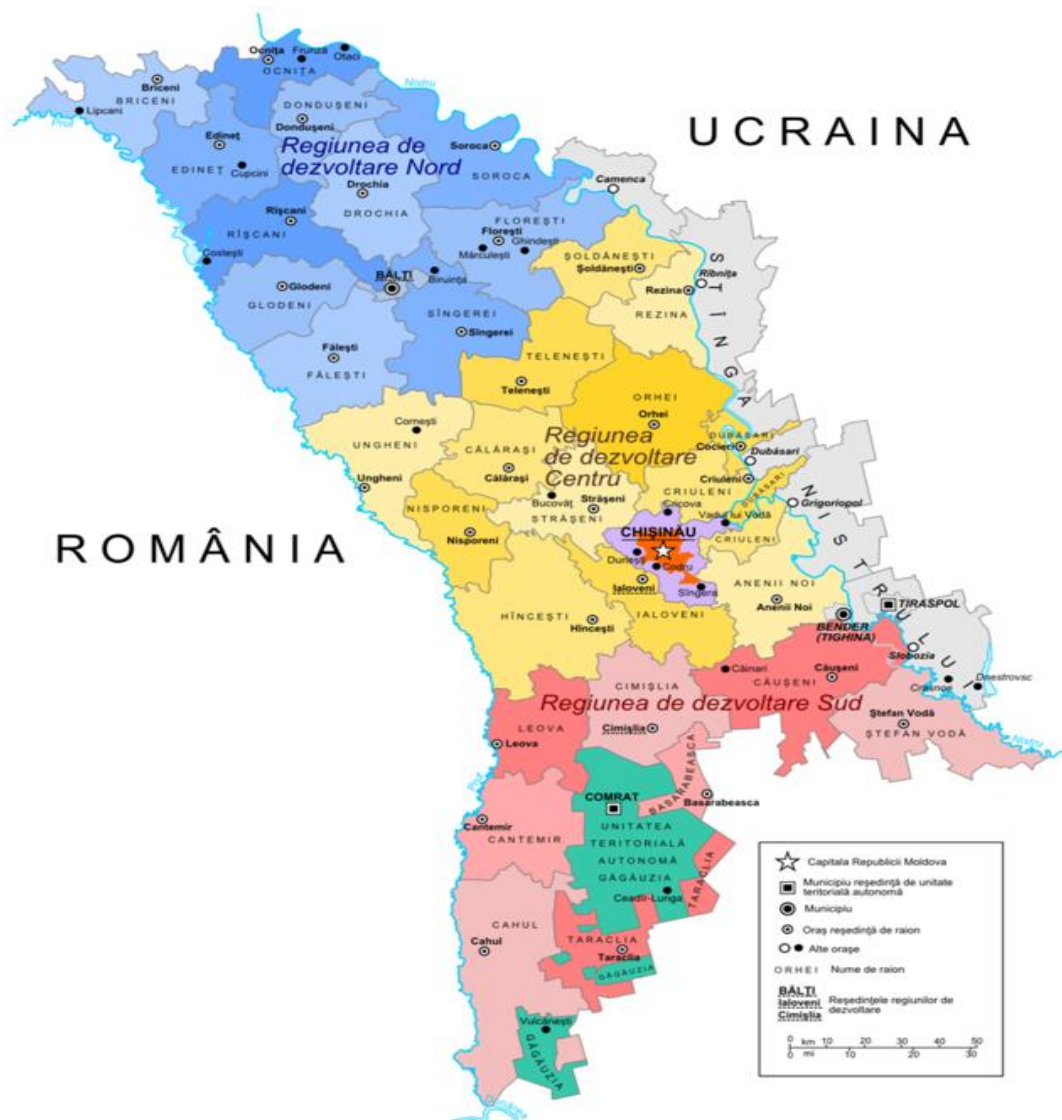 Ocnița
Frunză
Otaci
OCNIȚA
Nistru
Briceni
BRICENI
Lipcani
Prut
DONDUȘENI
Dondușeni
UCRAINA
Edineț
EDINEȚ
Cupcini
Regiunea de
dezvoltare Nord
Soroca
SOROCA
Camenca
Drochia
DROCHIA
Rîșcani
RÎȘCANI
Costești
FLOREȘTI
Florești
Ghindești
Mărculești
ȘOLDĂNEȘTI
Șoldănești
Rîbnița
STÎNGA NISTRULUI
BĂLȚI
Biruința
Glodeni
GLODENI
Rezina
REZINA
SÎNGEREI
Sîngerei
Fălești
FĂLEȘTI
TELENEȘTI
Telenești
ORHEI
Orhei
Cornești
UNGHENI
Ungheni
CĂLĂRAȘI
Călărași
Regiunea
de dezvoltare
Centru
DUBĂSARI
Cocieri
Dubăsari
Criuleni
DUBĂSARI
CRIULENI
Grigoriopol
Bucovăț
Strășeni
STRĂȘENI
Cricova
Vadul lui Vodă
NISPORENI
Nisporeni
ROMÂNIA
CHIȘINĂU
CRIULENI
Durlești
Codru
Ialoveni
Sîngera
ANENII NOI
Anenii Noi
TIRASPOL
BENDER
(TIGHINA)
HÎNCEȘTI
Hîncești
IALOVENI
Slobozia
Căinari
Căușeni
CĂUȘENI
Crasnoe
Dnestrovsc
CIMIȘLIA
Regiunea de dezvoltare Sud
Ștefan Vodă
ȘTEFAN VODĂ
Nistru
LEOVA
Leova
Cimișlia
BASARABEASCA
Basarabeasca
COMRAT
Cantemir
CANTEMIR
UNITATEA
TERITORIALĂ
AUTONOMĂ
GĂGĂUZIA
Ceadîr-Lunga
TARACLIA
CAHUL
Cahul
TARACLIA
Taraclia
GĂGĂUZIA
Vulcănești
GĂGĂUZIA
Dunărea
Capitala Republicii Moldova
Municipiu reședință de unitate
teritorială autonomă
Municipiu
Oraș reședință de raion
Alte orașe
ORHEI Nume de raion
BĂLȚI
Ialoveni
Cimișlia
Reședințele regiunilor de
dezvoltare
0 km 10 20 30 40 50
0 mi 10 20 30